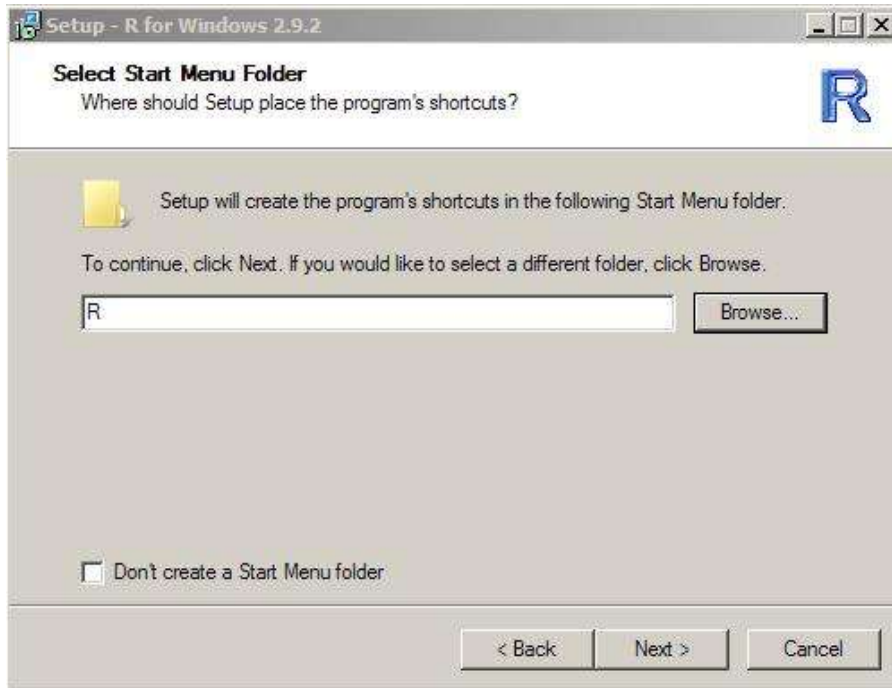 Setup - R for Windows 2.9.2
Select Start Menu Folder
Where should Setup place the program's shortcuts?
R
Setup will create the program's shortcuts in the following Start Menu folder.
To continue, click Next. If you would like to select a different folder, click Browse.
R
Browse...
Don't create a Start Menu folder
< Back
Next >
Cancel